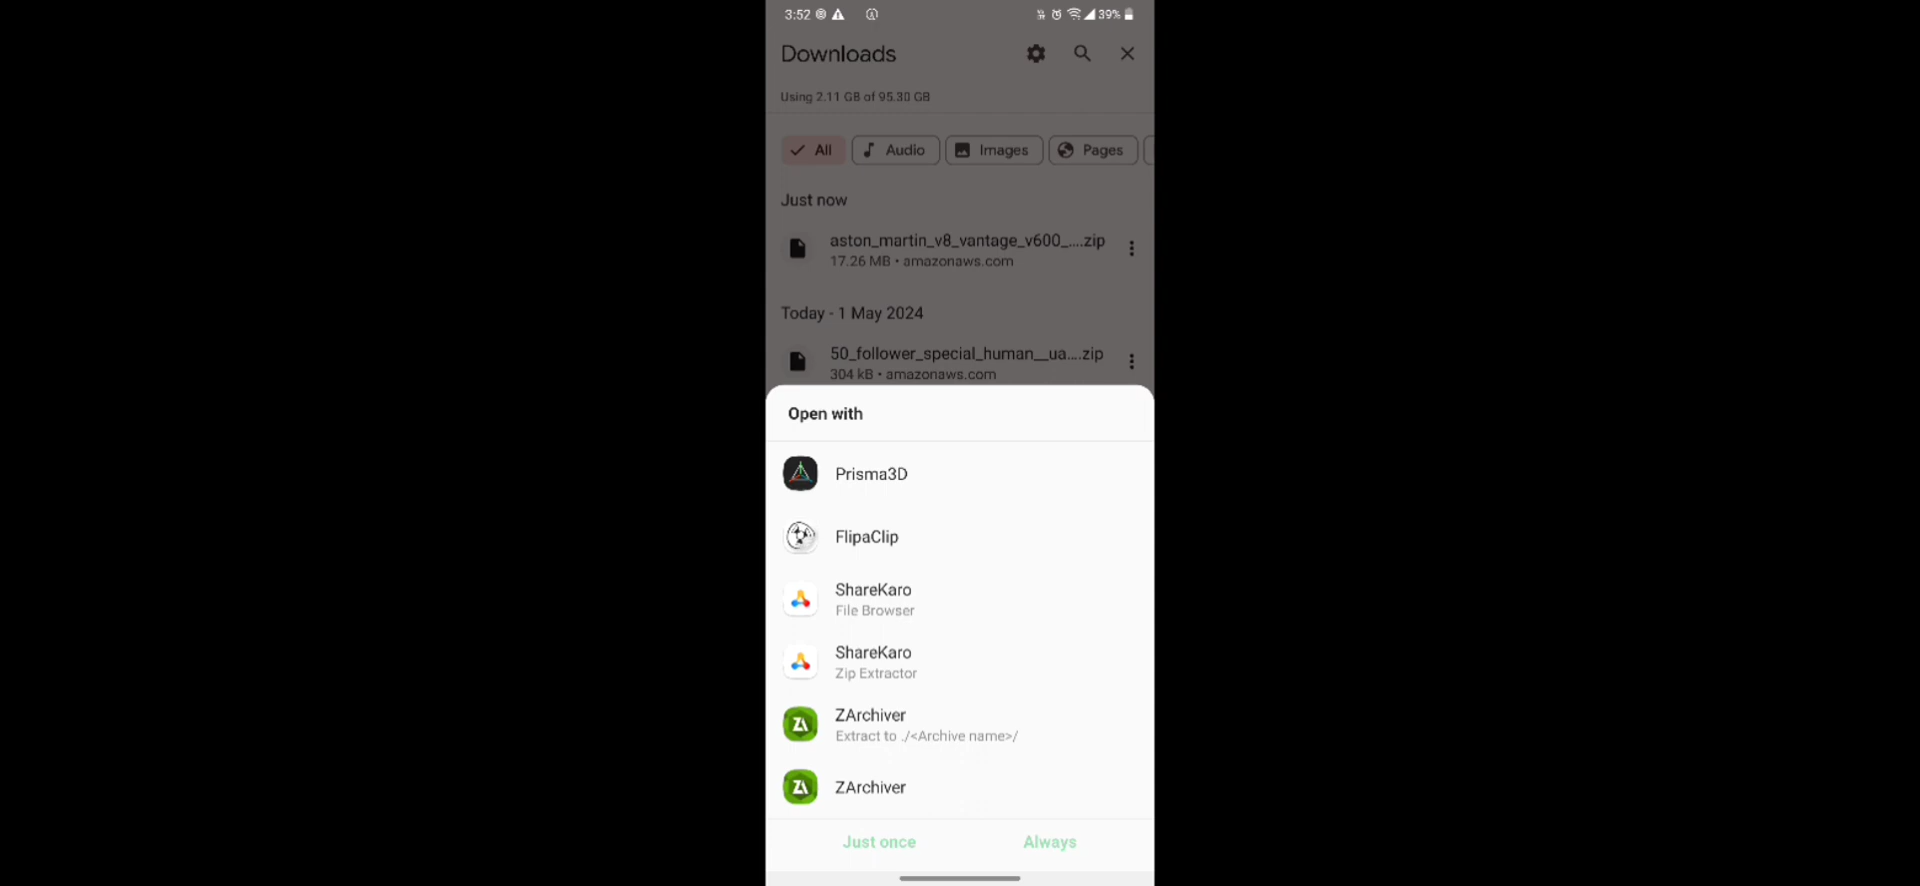 3:52 39%
Downloads
Using 2.11 GB of 95.30 GB
All Audio Images Pages
Just now
aston_martin_v8_vantage_v600_....zip
17.26 MB • amazonaws.com
Today - 1 May 2024
50_follower_special_human__ua....zip
304 kB • amazonaws.com
Open with
Prisma3D
FlipaClip
ShareKaro
File Browser
ShareKaro
Zip Extractor
ZArchiver
Extract to ./<Archive name>/
ZArchiver
Just once Always